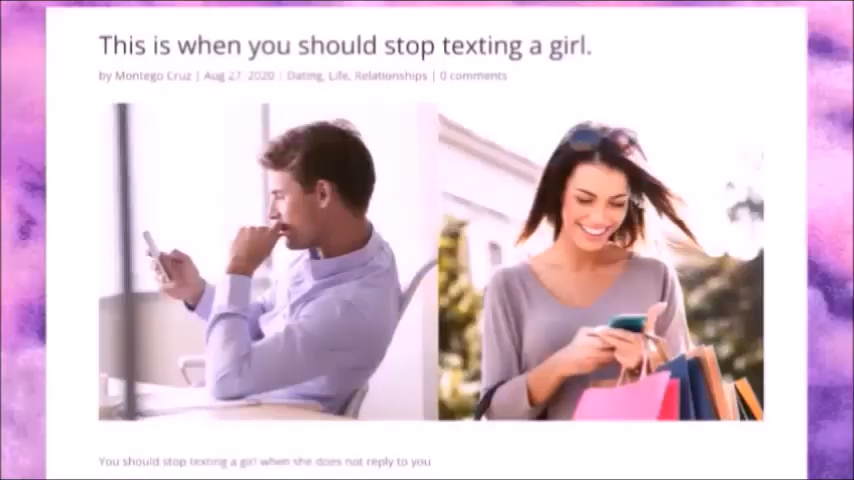 This is when you should stop texting a girl.
by Montego Cruz | Aug 27, 2020 | Dating, Life, Relationships | 0 comments
You should stop texting a girl when she does not reply to you